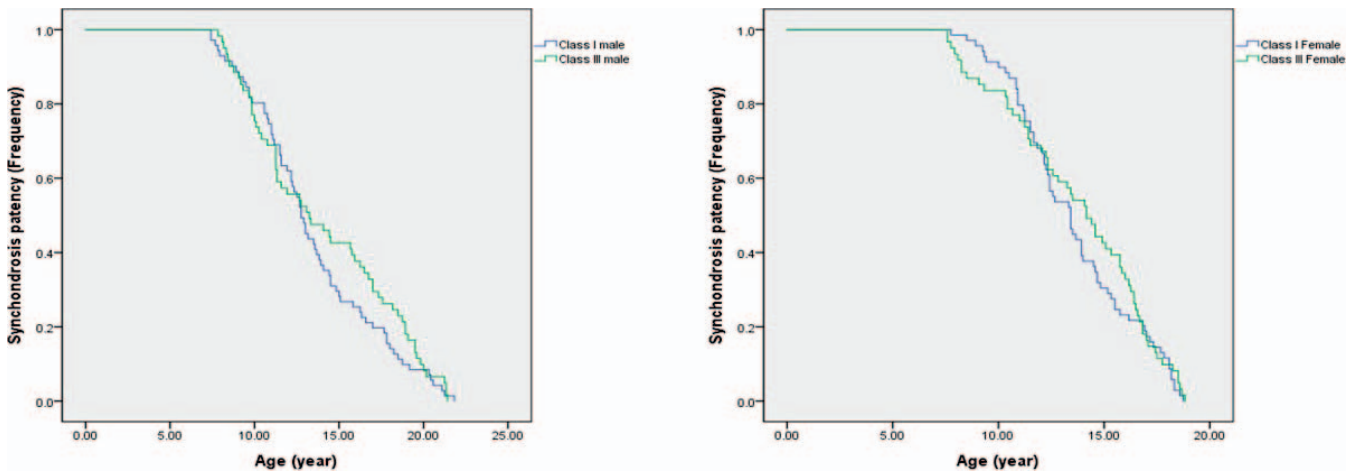 Synchondrosis patency (Frequency)
1.0
0.8
0.6
0.4
0.2
0.0
0.00
5.00
10.00
15.00
20.00
25.00
Age (year)
Class I male
Class III male
Synchondrosis patency (Frequency)
1.0
0.8
0.6
0.4
0.2
0.0
0.00
5.00
10.00
15.00
20.00
Age (year)
Class I Female
Class III Female